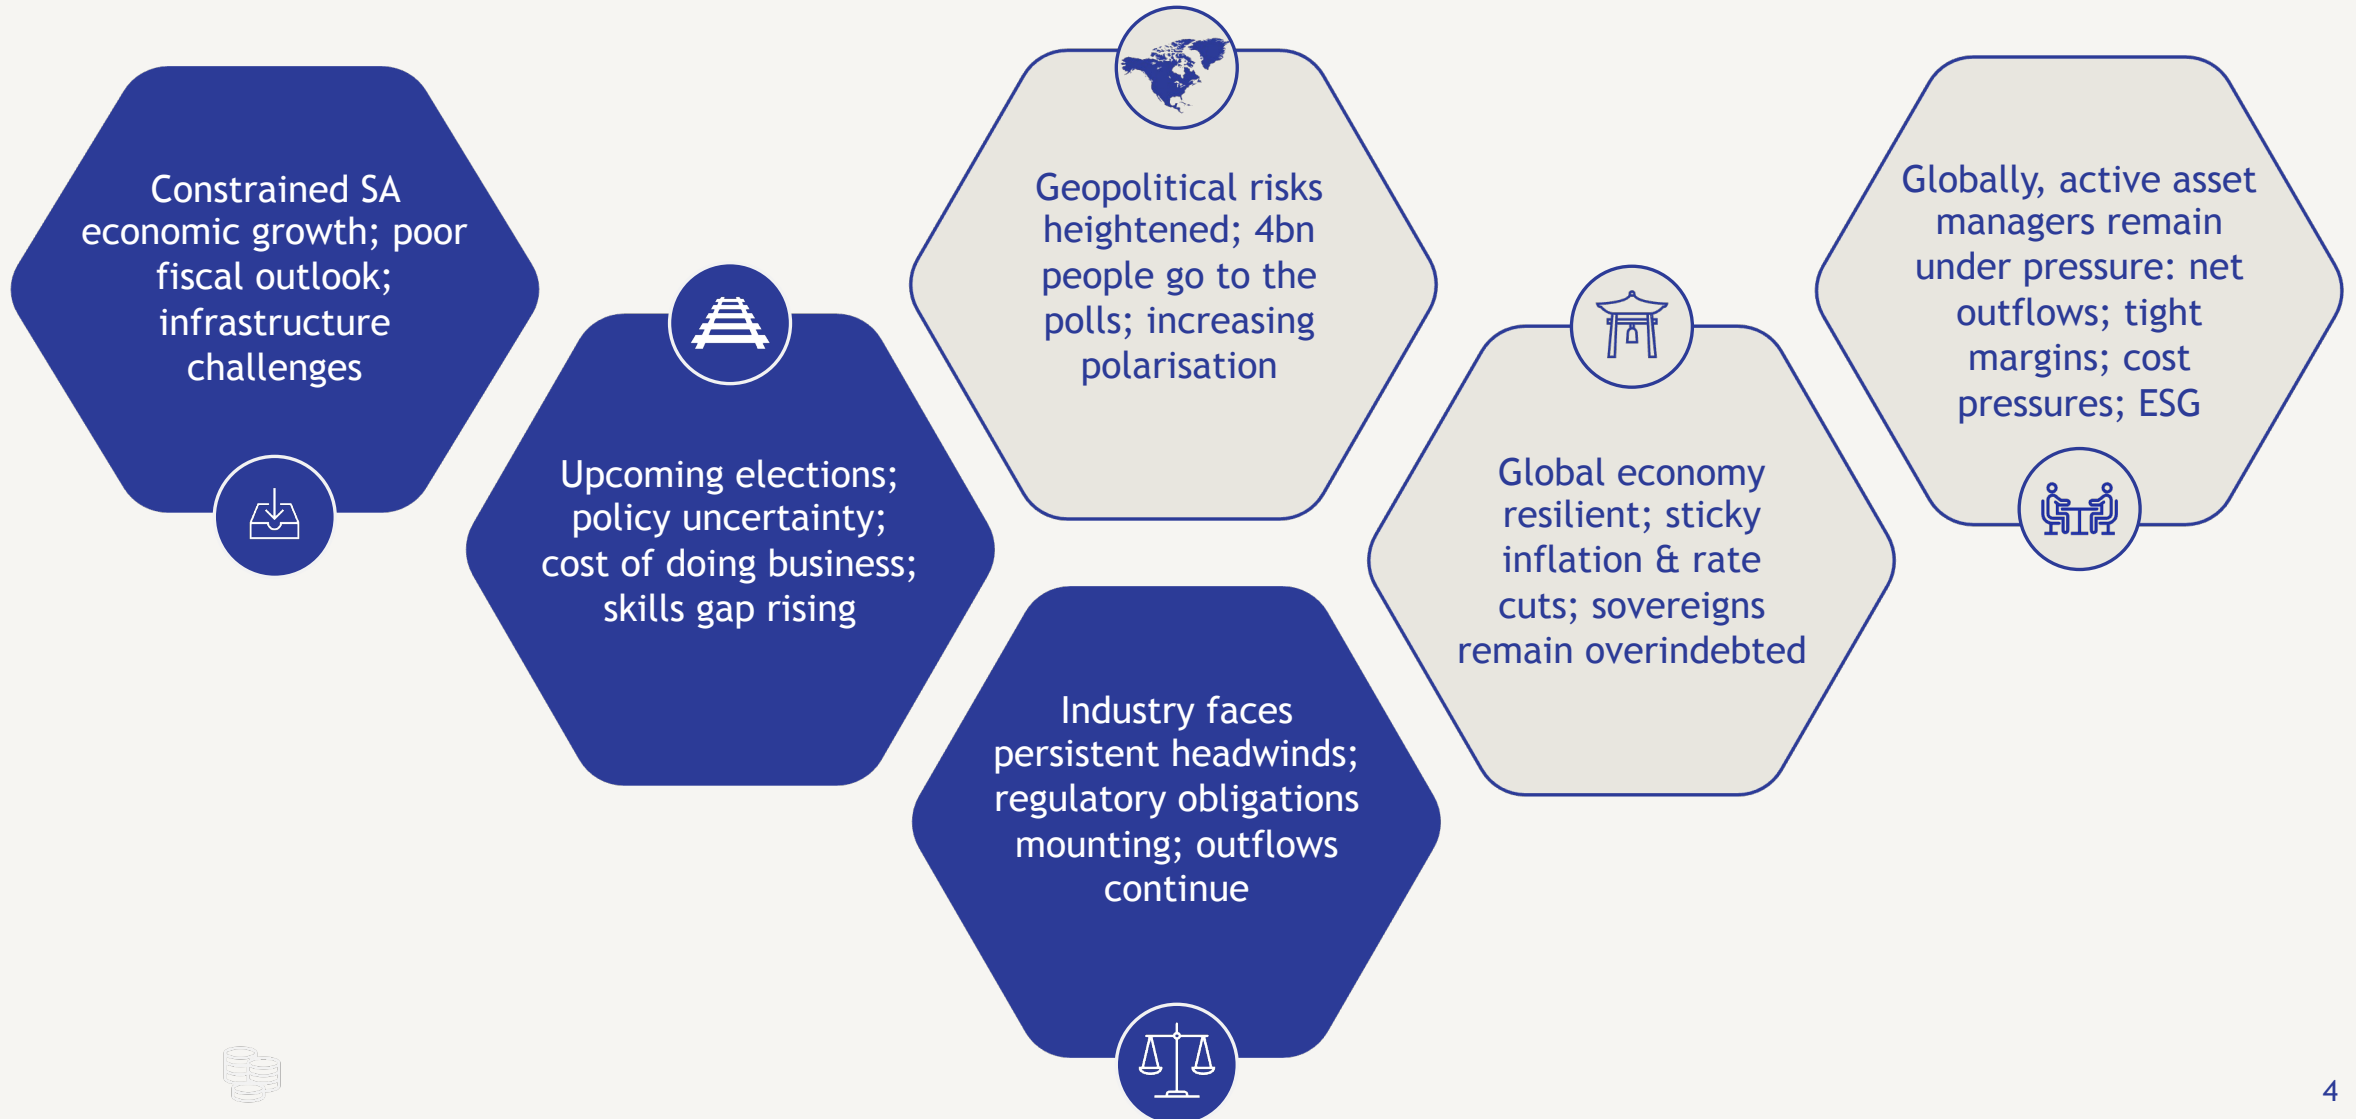 Constrained SA
economic growth; poor
fiscal outlook;
infrastructure
challenges
Upcoming elections;
policy uncertainty;
cost of doing business;
skills gap rising
Geopolitical risks
heightened; 4bn
people go to the
polls; increasing
polarisation
Industry faces
persistent headwinds;
regulatory obligations
mounting; outflows
continue
Global economy
resilient; sticky
inflation & rate
cuts; sovereigns
remain overindebted
Globally, active asset
managers remain
under pressure: net
outflows; tight
margins; cost
pressures; ESG
4